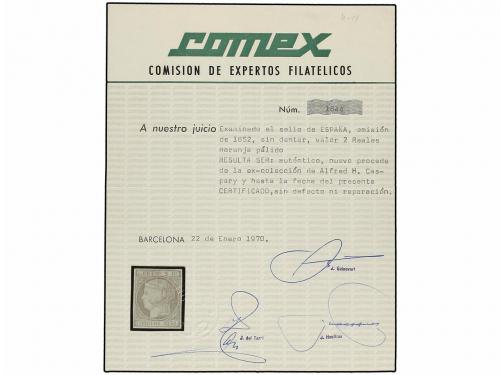 comex
COMISION DE EXPERTOS FILATELICOS
Núm.
A nuestro juicio Examinado el sello de ESPAÑA, emisión
de 1852, sin dentar, valor 2 Reales
naranja pálido
RESULTA SER: auténtico, nuevo procede
de la ex-colección de Alfred H. Cas-
pary y hasta la fecha del presente
CERTIFICADO, sin defecto ni reparación.
BARCELONA 22 de Enero 1970.